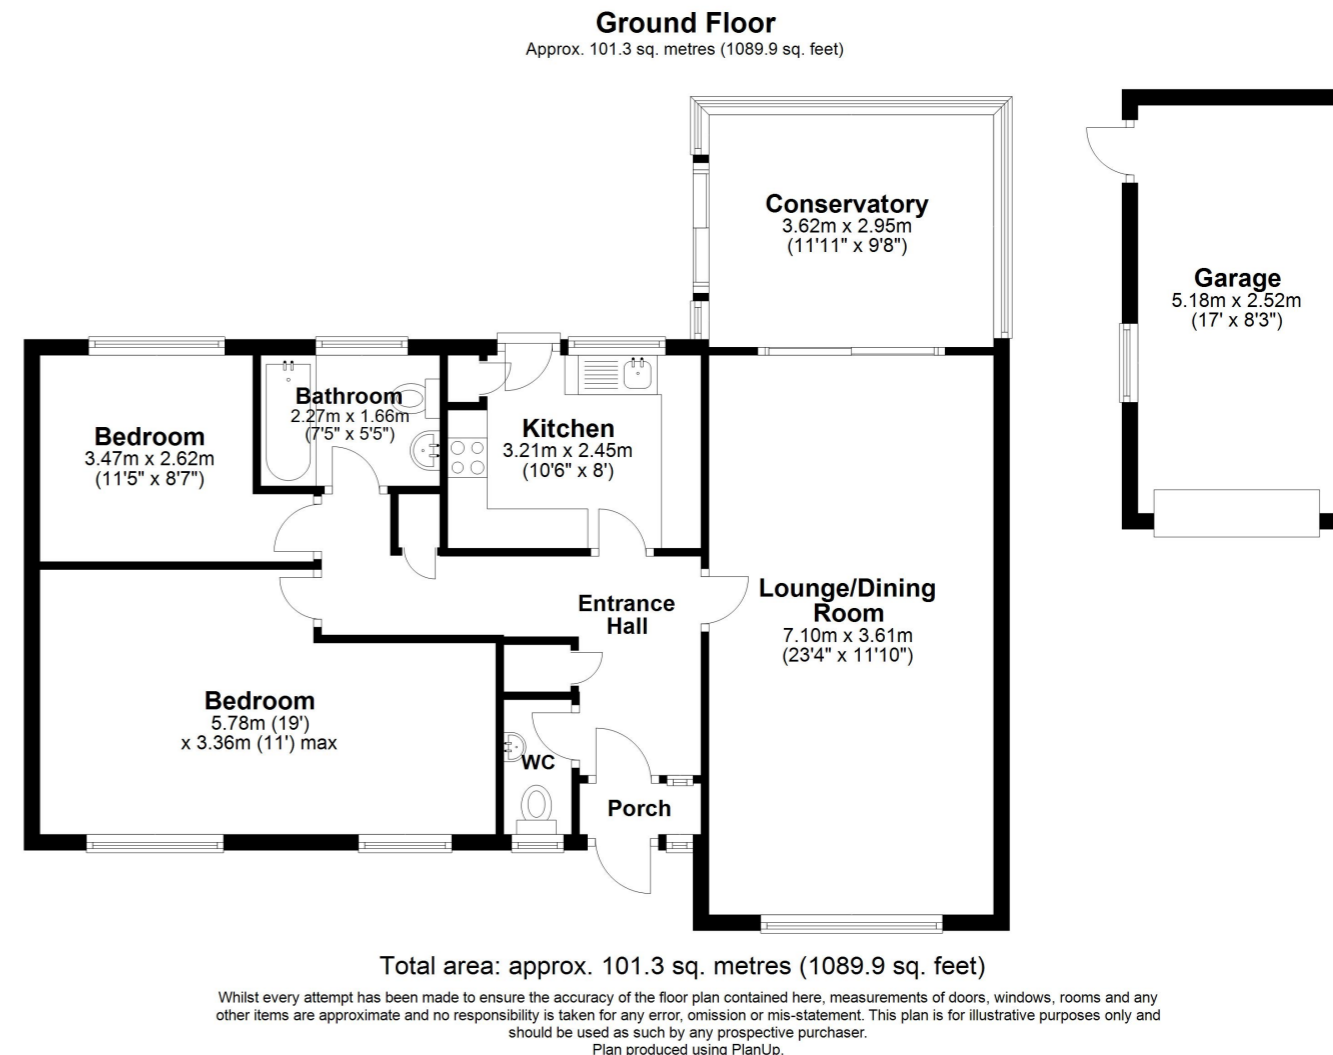 Ground Floor
Approx. 101.3 sq. metres (1089.9 sq. feet)
Conservatory
3.62m x 2.95m
(11'11" x 9'8")
Garage
5.18m x 2.52m
(17' x 8'3")
Bedroom
3.47m x 2.62m
(11'5" x 8'7")
Bathroom
2.27m x 1.66m
(7'5" x 5'5")
Kitchen
3.21m x 2.45m
(10'6" x 8')
Entrance
Hall
Lounge/Dining
Room
7.10m x 3.61m
(23'4" x 11'10")
Bedroom
5.78m (19')
x 3.36m (11') max
WC
Porch
Total area: approx. 101.3 sq. metres (1089.9 sq. feet)
Whilst every attempt has been made to ensure the accuracy of the floor plan contained here, measurements of doors, windows, rooms and any
other items are approximate and no responsibility is taken for any error, omission or mis-statement. This plan is for illustrative purposes only and
should be used as such by any prospective purchaser.
Plan produced using PlanUp.